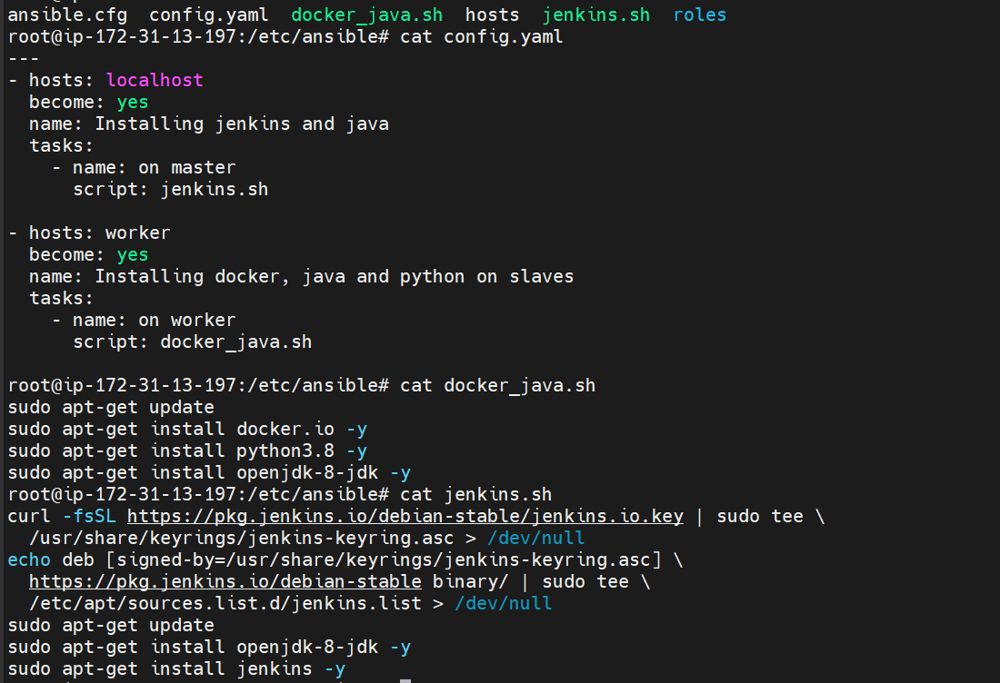 ansible.cfg  config.yaml  docker_java.sh  hosts  jenkins.sh  roles
root@ip-172-31-13-197:/etc/ansible# cat config.yaml
---
- hosts: localhost
  become: yes
  name: Installing jenkins and java
  tasks:
    - name: on master
      script: jenkins.sh

- hosts: worker
  become: yes
  name: Installing docker, java and python on slaves
  tasks:
    - name: on worker
      script: docker_java.sh

root@ip-172-31-13-197:/etc/ansible# cat docker_java.sh
sudo apt-get update
sudo apt-get install docker.io -y
sudo apt-get install python3.8 -y
sudo apt-get install openjdk-8-jdk -y
root@ip-172-31-13-197:/etc/ansible# cat jenkins.sh
curl -fsSL https://pkg.jenkins.io/debian-stable/jenkins.io.key | sudo tee \
  /usr/share/keyrings/jenkins-keyring.asc > /dev/null
echo deb [signed-by=/usr/share/keyrings/jenkins-keyring.asc] \
  https://pkg.jenkins.io/debian-stable binary/ | sudo tee \
  /etc/apt/sources.list.d/jenkins.list > /dev/null
sudo apt-get update
sudo apt-get install openjdk-8-jdk -y
sudo apt-get install jenkins -y